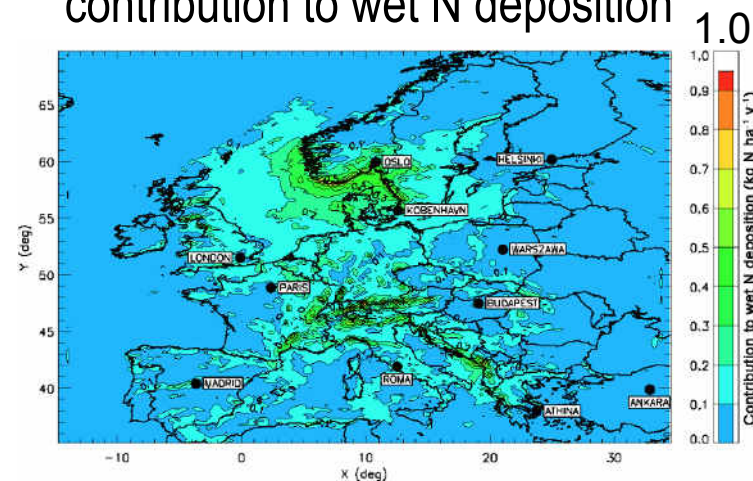 contribution to wet N deposition
1.0
1.0
0.9
0.8
0.7
0.6
0.5
0.4
0.3
0.2
0.1
0.0
Contribution to wet N deposition (kg N ha⁻¹ y⁻¹)
65
60
55
50
45
40
Y (deg)
OSLO
HELSINKI
KOBENHAVN
LONDON
WARSZAWA
PARIS
BUDAPEST
MADRID
ROMA
ANKARA
ATHINA
-10
0
10
20
30
X (deg)